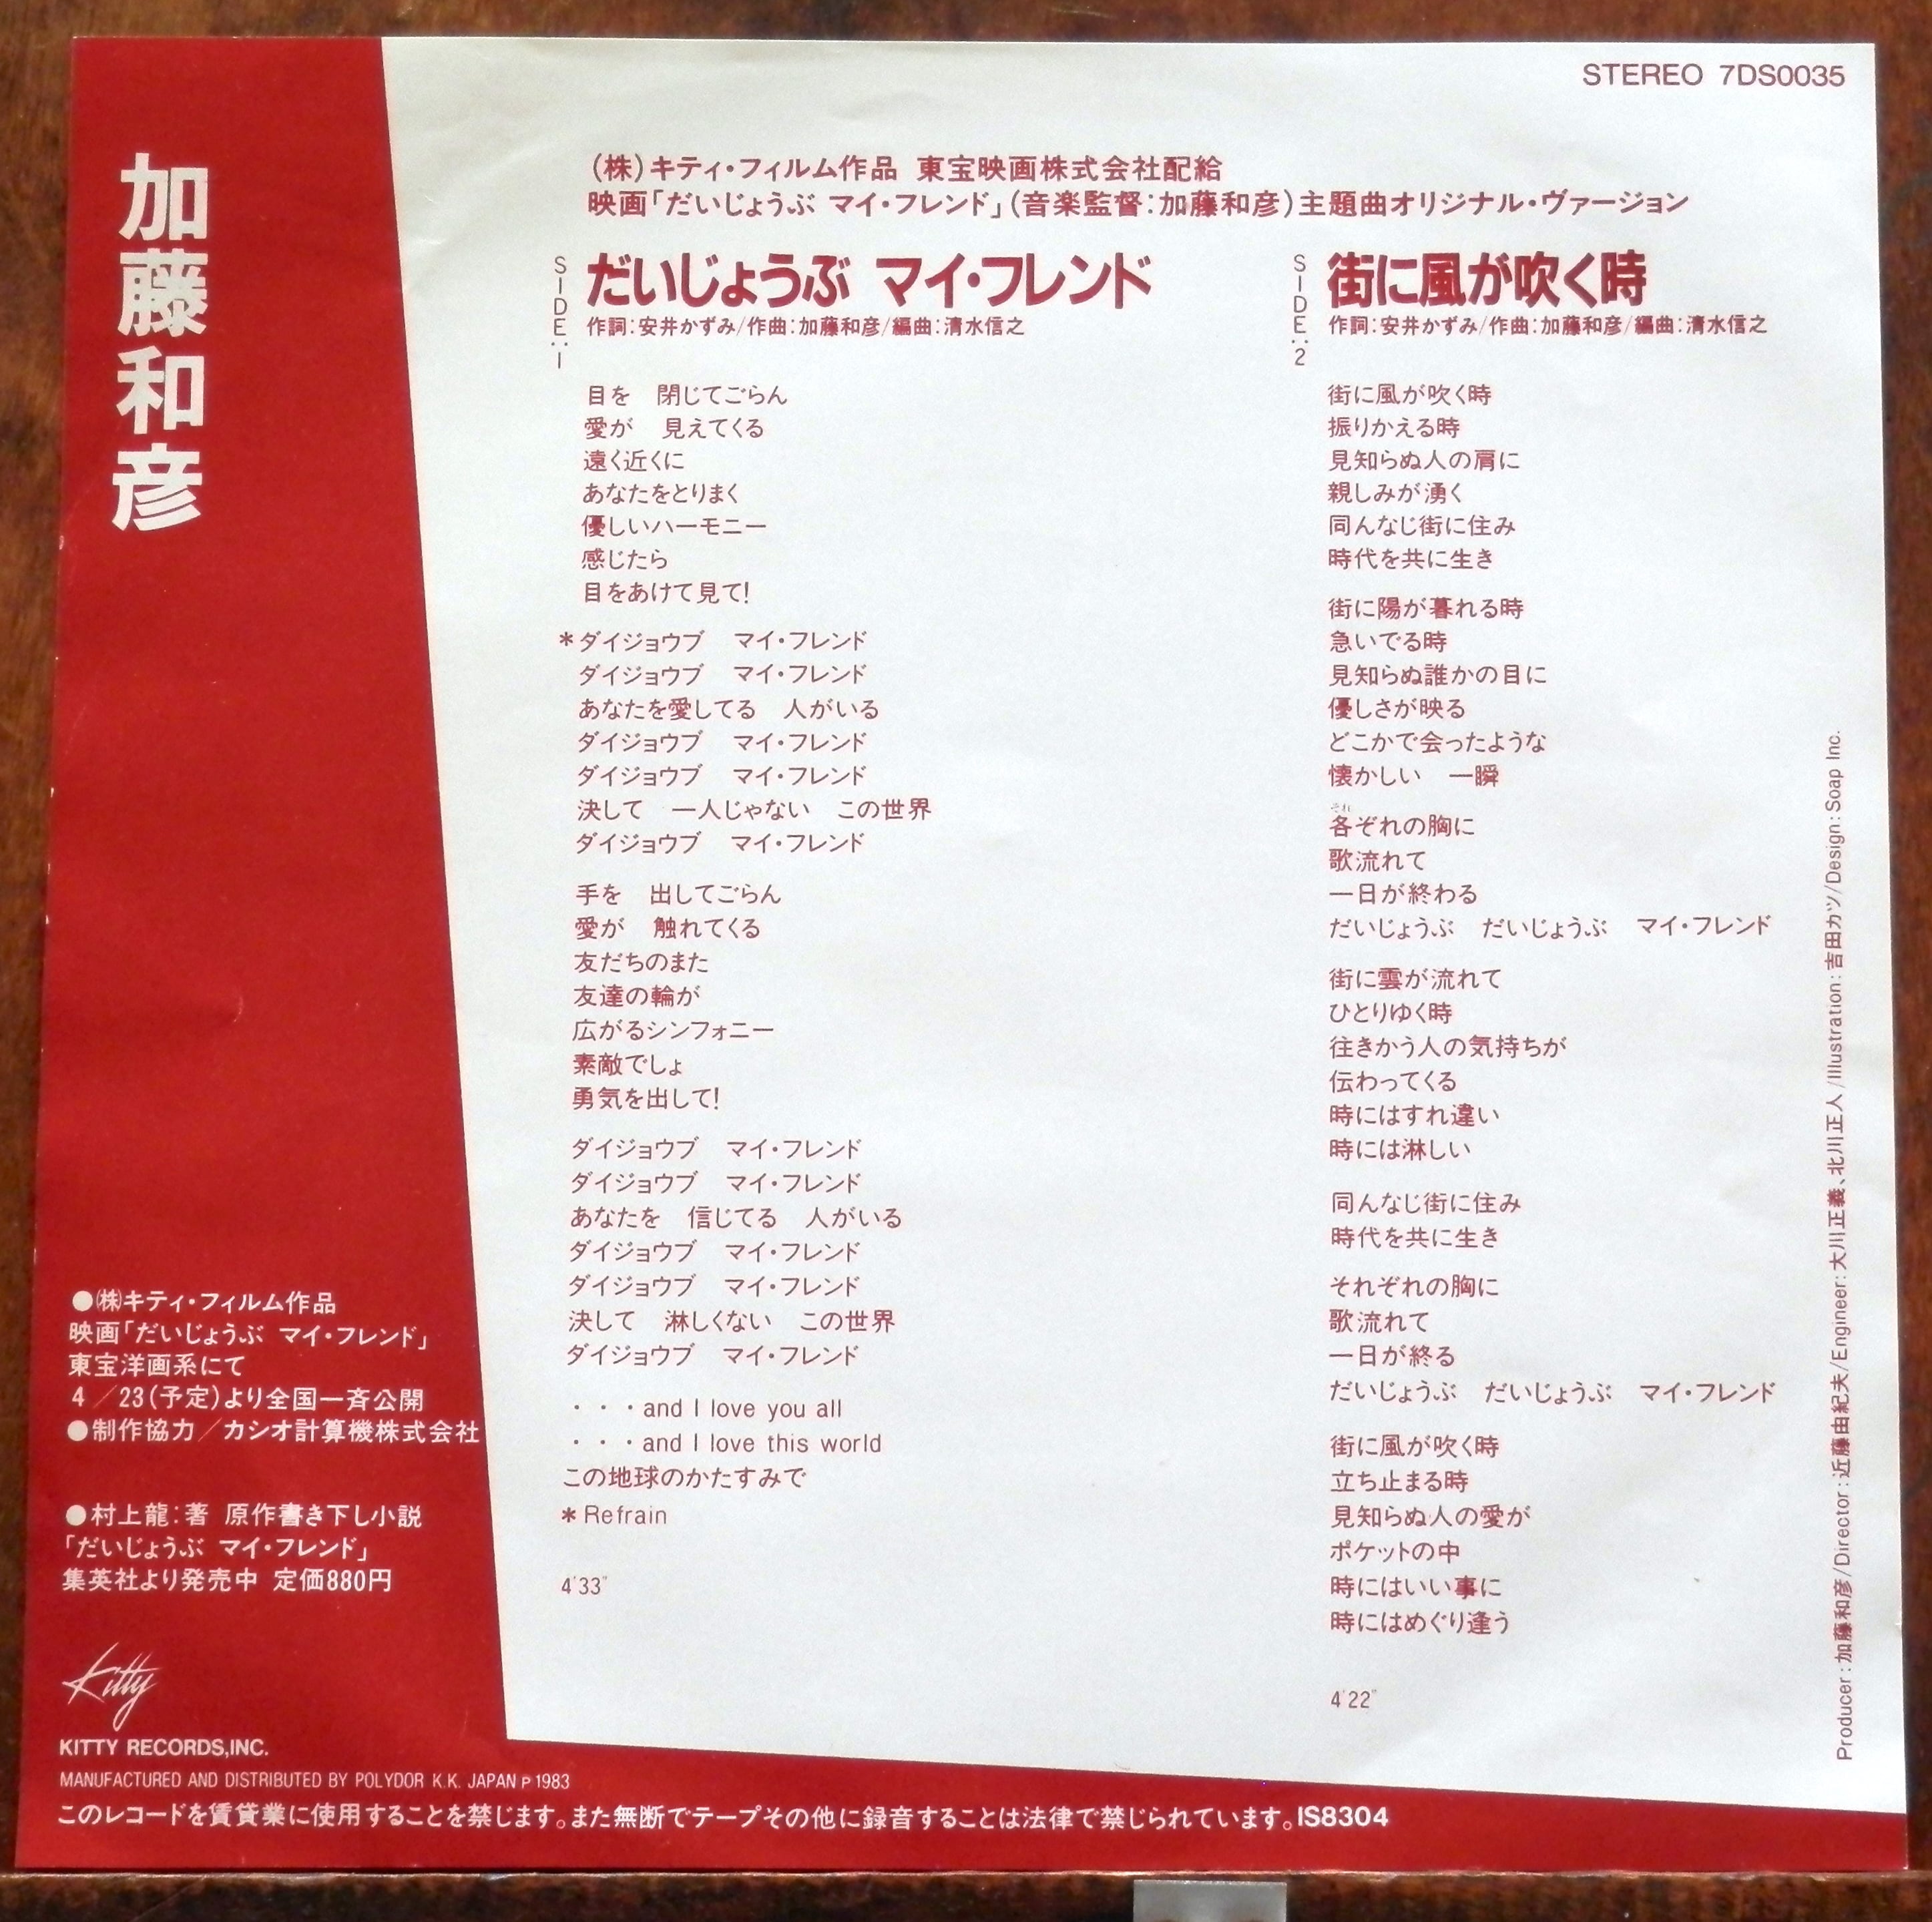 STEREO 7DS0035
加藤和彦
(株)キティ・フィルム作品 東宝映画株式会社配給
映画「だいじょうぶ マイ・フレンド」(音楽監督:加藤和彦)主題曲オリジナル・ヴァージョン
SIDE:1
だいじょうぶ マイ・フレンド
作詞:安井かずみ/作曲:加藤和彦/編曲:清水信之
目を 閉じてごらん
愛が 見えてくる
遠く近くに
あなたをとりまく
優しいハーモニー
感じたら
目をあけて見て!
*ダイジョウブ マイ・フレンド
ダイジョウブ マイ・フレンド
あなたを愛してる 人がいる
ダイジョウブ マイ・フレンド
ダイジョウブ マイ・フレンド
決して 一人じゃない この世界
ダイジョウブ マイ・フレンド
手を 出してごらん
愛が 触れてくる
友だちのまた
友達の輪が
広がるシンフォニー
素敵でしょ
勇気を出して!
ダイジョウブ マイ・フレンド
ダイジョウブ マイ・フレンド
あなたを 信じてる 人がいる
ダイジョウブ マイ・フレンド
ダイジョウブ マイ・フレンド
決して 淋しくない この世界
ダイジョウブ マイ・フレンド
・・・and I love you all
・・・and I love this world
この地球のかたすみで
*Refrain
4'33"
SIDE:2
街に風が吹く時
作詞:安井かずみ/作曲:加藤和彦/編曲:清水信之
街に風が吹く時
振りかえる時
見知らぬ人の肩に
親しみが湧く
同んなじ街に住み
時代を共に生き
街に陽が暮れる時
急いでる時
見知らぬ誰かの目に
優しさが映る
どこかで会ったような
懐かしい 一瞬
それ
各ぞれの胸に
歌流れて
一日が終わる
だいじょうぶ だいじょうぶ マイ・フレンド
街に雲が流れて
ひとりゆく時
往きかう人の気持ちが
伝わってくる
時にはすれ違い
時には淋しい
同んなじ街に住み
時代を共に生き
それぞれの胸に
歌流れて
一日が終る
だいじょうぶ だいじょうぶ マイ・フレンド
街に風が吹く時
立ち止まる時
見知らぬ人の愛が
ポケットの中
時にはいい事に
時にはめぐり逢う
4'22"
Producer:加藤和彦/Director:近藤由紀夫/Engineer:大川正義、北川正人/Illustration:吉田カツ/Design:Soap Inc.
●㈱キティ・フィルム作品
映画「だいじょうぶ マイ・フレンド」
東宝洋画系にて
4/23(予定)より全国一斉公開
●制作協力/カシオ計算機株式会社
●村上龍:著 原作書き下し小説
「だいじょうぶ マイ・フレンド」
集英社より発売中 定価880円
Kitty
KITTY RECORDS,INC.
MANUFACTURED AND DISTRIBUTED BY POLYDOR K.K. JAPAN P 1983
このレコードを賃貸業に使用することを禁じます。また無断でテープその他に録音することは法律で禁じられています。IS8304